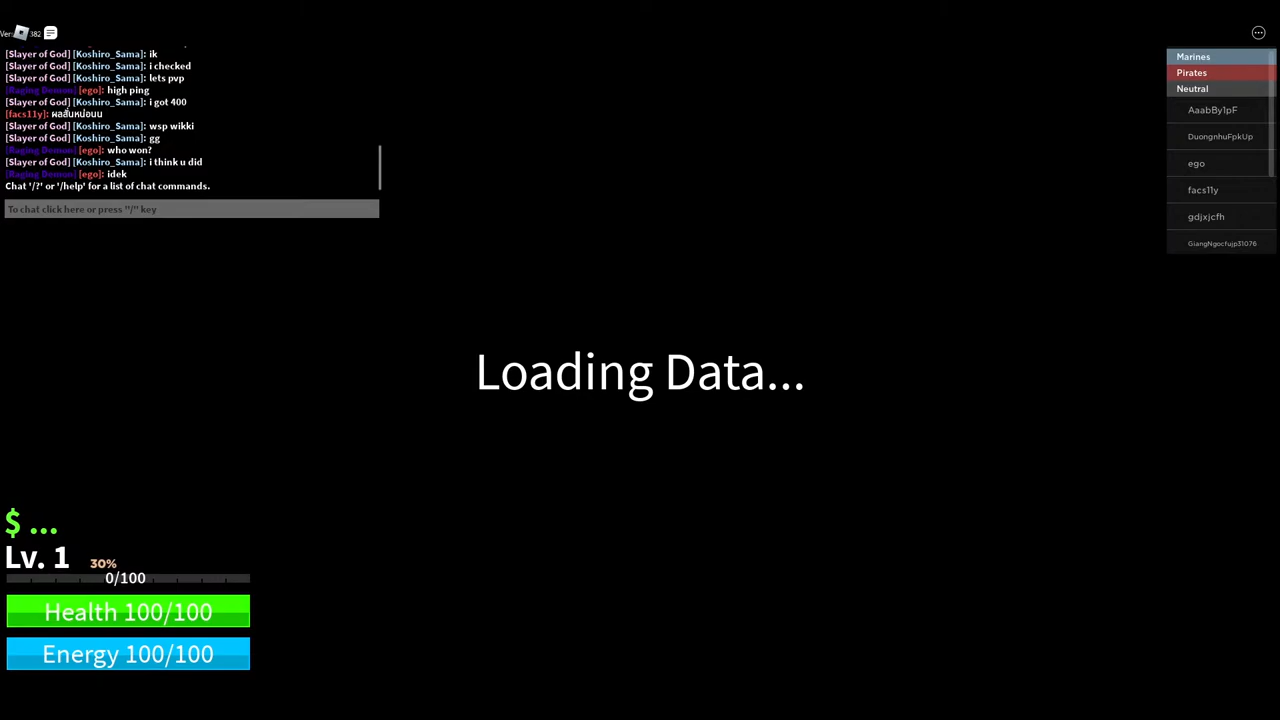 Ver 382
[Slayer of God] [Koshiro_Sama]: ik
[Slayer of God] [Koshiro_Sama]: i checked
[Slayer of God] [Koshiro_Sama]: lets pvp
[Raging Demon] [ego]: high ping
[Slayer of God] [Koshiro_Sama]: i got 400
[facs11y]: ผลสั่นหน่อนน
[Slayer of God] [Koshiro_Sama]: wsp wikki
[Slayer of God] [Koshiro_Sama]: gg
[Raging Demon] [ego]: who won?
[Slayer of God] [Koshiro_Sama]: i think u did
[Raging Demon] [ego]: idek
Chat '/?' or '/help' for a list of chat commands.
To chat click here or press "/" key
Marines
Pirates
Neutral
AaabBy1pF
DuongnhuFpkUp
ego
facs11y
gdjxjcfh
GiangNgocfujp31076
Loading Data...
$ ...
Lv. 1 30%
0/100
Health 100/100
Energy 100/100